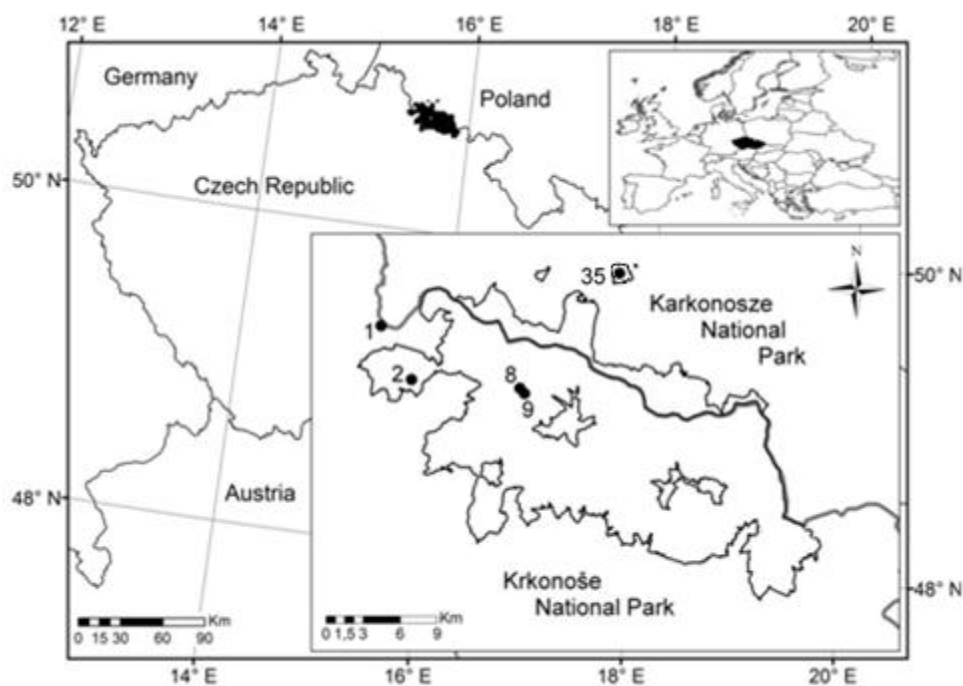 12° E 14° E 16° E 18° E 20° E
Germany
Poland
50° N
Czech Republic
N
35
50° N
Karkonosze
National
Park
1
2
8
9
48° N
Austria
48° N
Krkonoše
National Park
Km
0 15 30 60 90
Km
0 1,5 3 6 9
14° E 16° E 18° E 20° E